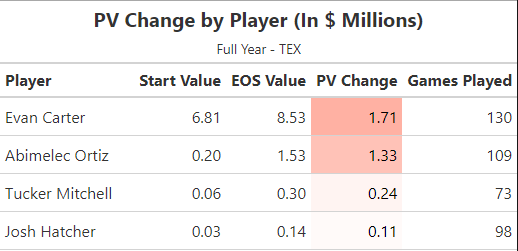 PV Change by Player (In $ Millions)
Full Year - TEX
Player Start Value EOS Value PV Change Games Played
Evan Carter 6.81 8.53 1.71 130
Abimelec Ortiz 0.20 1.53 1.33 109
Tucker Mitchell 0.06 0.30 0.24 73
Josh Hatcher 0.03 0.14 0.11 98